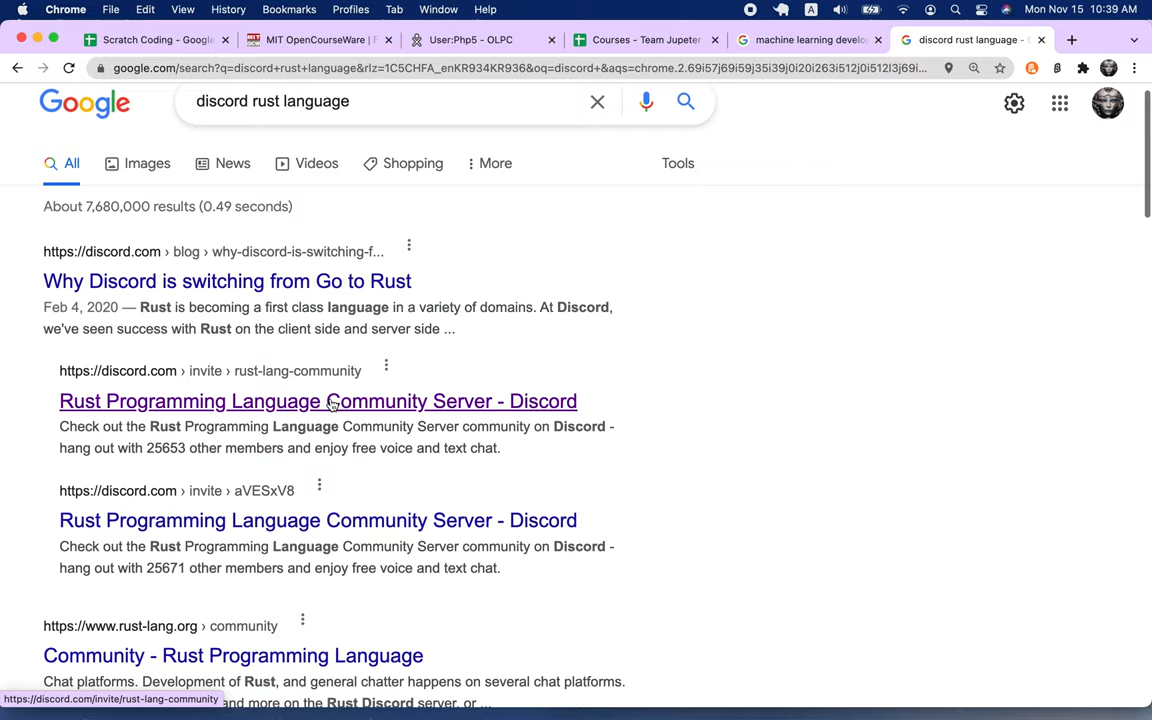 Chrome File Edit View History Bookmarks Profiles Tab Window Help A Mon Nov 15 10:39 AM
Scratch Coding - Google MIT OpenCourseWare | F User:Php5 - OLPC Courses - Team Jupeter machine learning develo discord rust language -
google.com/search?q=discord+rust+language&rlz=1C5CHFA_enKR934KR936&oq=discord+&aqs=chrome.2.69i57j69i59j35i39j0i20i263i512j0i512l3j69i...
Google discord rust language
All Images News Videos Shopping More Tools
About 7,680,000 results (0.49 seconds)
https://discord.com › blog › why-discord-is-switching-f...
Why Discord is switching from Go to Rust
Feb 4, 2020 — Rust is becoming a first class language in a variety of domains. At Discord,
we've seen success with Rust on the client side and server side ...
https://discord.com › invite › rust-lang-community
Rust Programming Language Community Server - Discord
Check out the Rust Programming Language Community Server community on Discord -
hang out with 25653 other members and enjoy free voice and text chat.
https://discord.com › invite › aVESxV8
Rust Programming Language Community Server - Discord
Check out the Rust Programming Language Community Server community on Discord -
hang out with 25671 other members and enjoy free voice and text chat.
https://www.rust-lang.org › community
Community - Rust Programming Language
Chat platforms. Development of Rust, and general chatter happens on several chat platforms.
https://discord.com/invite/rust-lang-community and more on the Rust Discord server, or ...